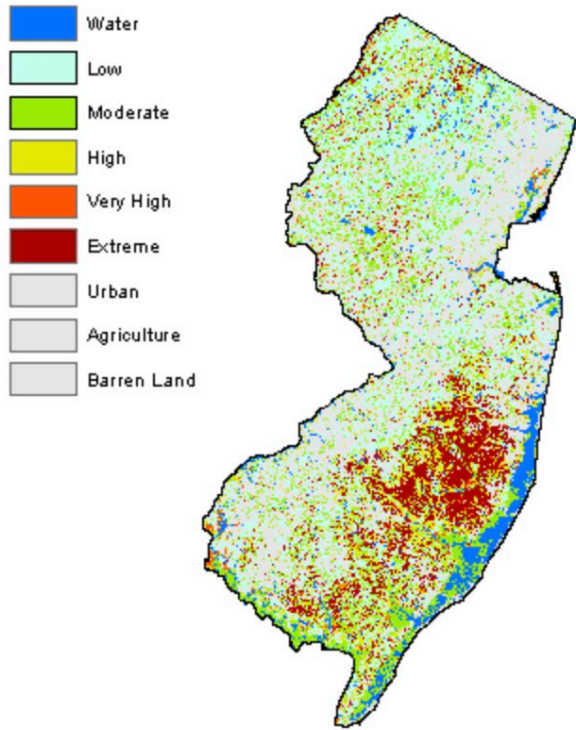 Water
Low
Moderate
High
Very High
Extreme
Urban
Agriculture
Barren Land